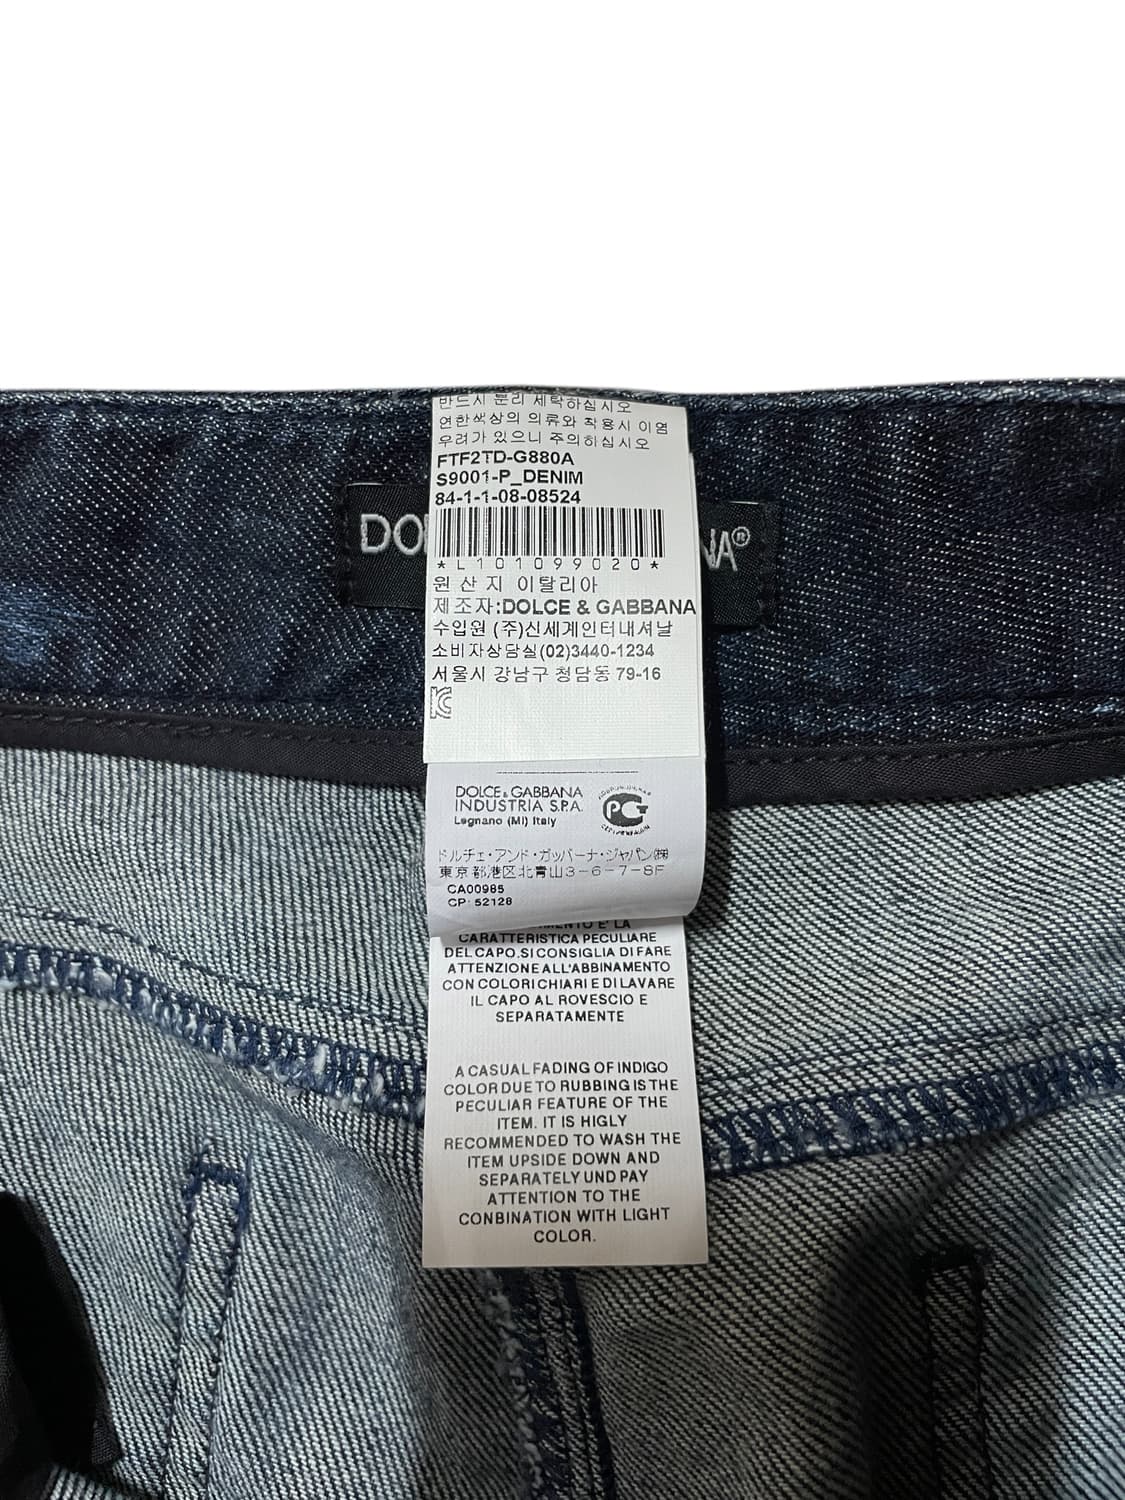 반드시 분리 세탁하십시오
연한색상의 의류와 착용시 이염
우려가 있으니 주의하십시오
FTF2TD-G880A
S9001-P_DENIM
84-1-1-08-08524
*L101099020*
원 산 지 이탈리아
제조자:DOLCE & GABBANA
수입원 (주)신세계인터내셔날
소비자상담실(02)3440-1234
서울시 강남구 청담동 79-16
KC
DOLCE & GABBANA
INDUSTRIA S.P.A.
Legnano (MI) Italy
PG
ドルチェ・アンド・ガッバーナ・ジャパン㈱
東京都港区北青山3-6-7-8F
CA00985
CP: 52128
E' LA
CARATTERISTICA PECULIARE
DEL CAPO. SI CONSIGLIA DI FARE
ATTENZIONE ALL'ABBINAMENTO
CON COLORI CHIARI E DI LAVARE
IL CAPO AL ROVESCIO E
SEPARATAMENTE
A CASUAL FADING OF INDIGO
COLOR DUE TO RUBBING IS THE
PECULIAR FEATURE OF THE
ITEM. IT IS HIGLY
RECOMMENDED TO WASH THE
ITEM UPSIDE DOWN AND
SEPARATELY UND PAY
ATTENTION TO THE
CONBINATION WITH LIGHT
COLOR.